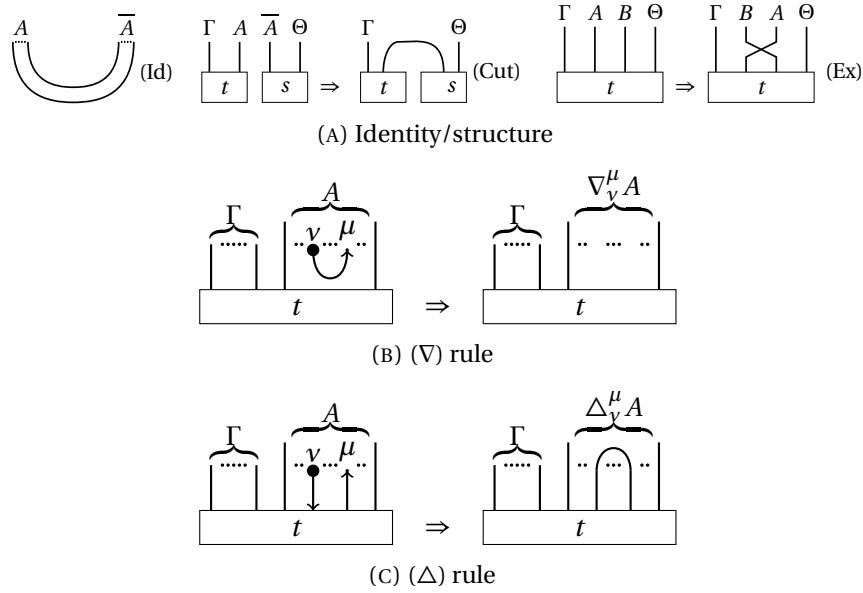 A A̅ (Id)
Γ A A̅ Θ t s ⇒ Γ Θ t s (Cut)
Γ A B Θ t ⇒ Γ B A Θ t (Ex)
(A) Identity/structure
A ∇^μ_ν A
Γ ν μ Γ
t ⇒ t
(B) (∇) rule
A △^μ_ν A
Γ ν μ Γ
t ⇒ t
(C) (△) rule